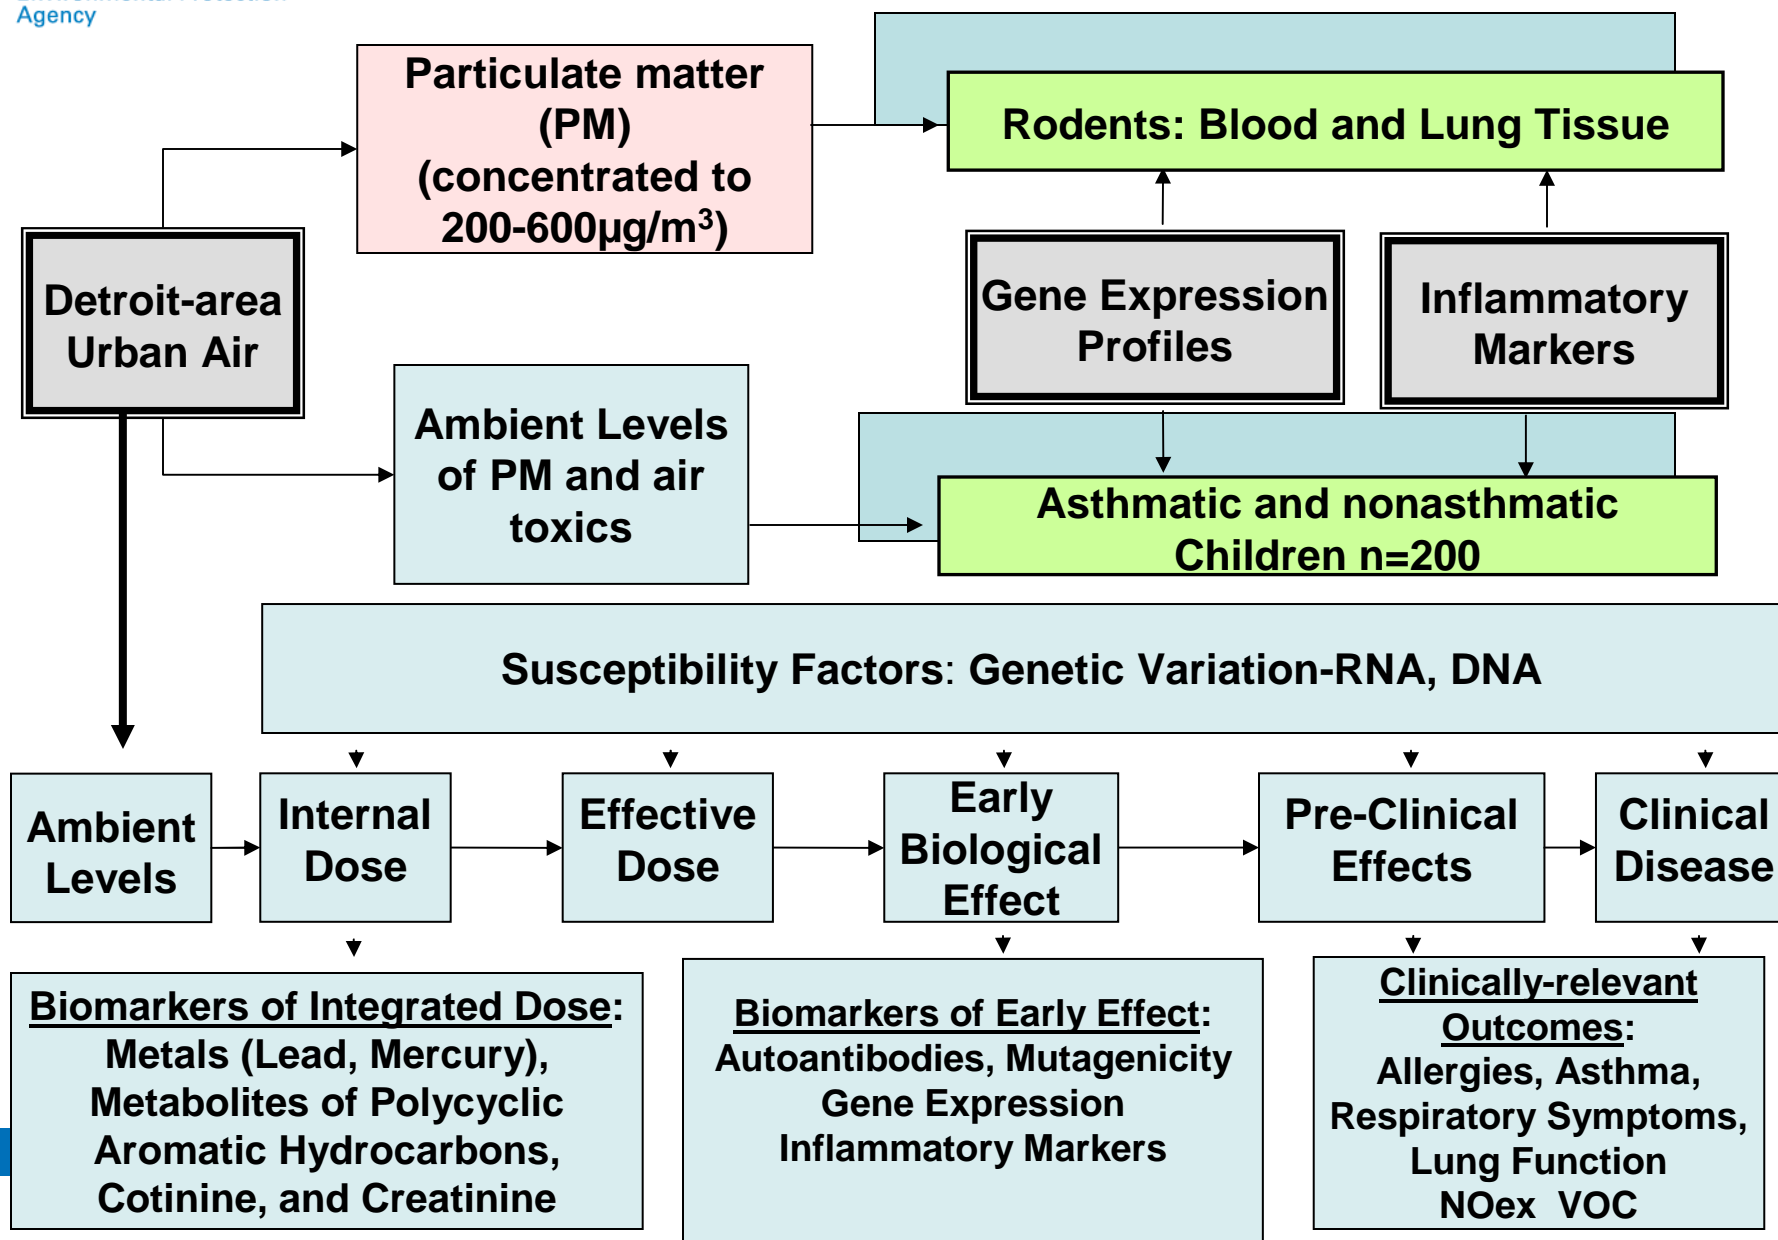 Agency
Particulate matter
(PM)
(concentrated to
200-600µg/m³)
Rodents: Blood and Lung Tissue
Detroit-area
Urban Air
Gene Expression
Profiles
Inflammatory
Markers
Ambient Levels
of PM and air
toxics
Asthmatic and nonasthmatic
Children n=200
Susceptibility Factors: Genetic Variation-RNA, DNA
Ambient
Levels
Internal
Dose
Effective
Dose
Early
Biological
Effect
Pre-Clinical
Effects
Clinical
Disease
Biomarkers of Integrated Dose:
Metals (Lead, Mercury),
Metabolites of Polycyclic
Aromatic Hydrocarbons,
Cotinine, and Creatinine
Biomarkers of Early Effect:
Autoantibodies, Mutagenicity
Gene Expression
Inflammatory Markers
Clinically-relevant
Outcomes:
Allergies, Asthma,
Respiratory Symptoms,
Lung Function
NOex VOC